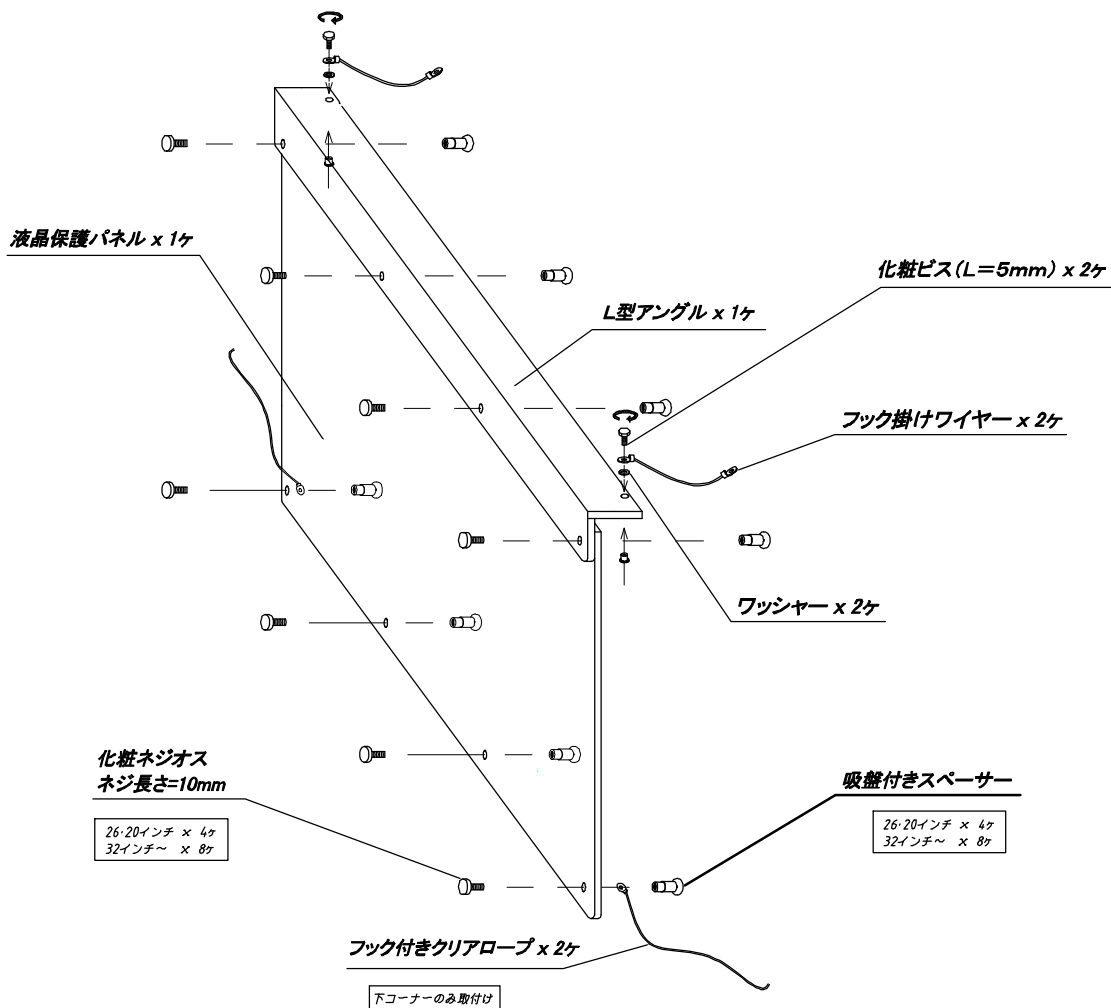 液晶保護パネル x 1ヶ
化粧ビス(L=5mm) x 2ヶ
L型アングル x 1ヶ
フック掛けワイヤー x 2ヶ
ワッシャー x 2ヶ
化粧ネジオス
ネジ長さ=10mm
26・20インチ × 4ヶ
32インチ～ × 8ヶ
吸盤付きスペーサー
26・20インチ × 4ヶ
32インチ～ × 8ヶ
フック付きクリアロープ x 2ヶ
下コーナーのみ取付け